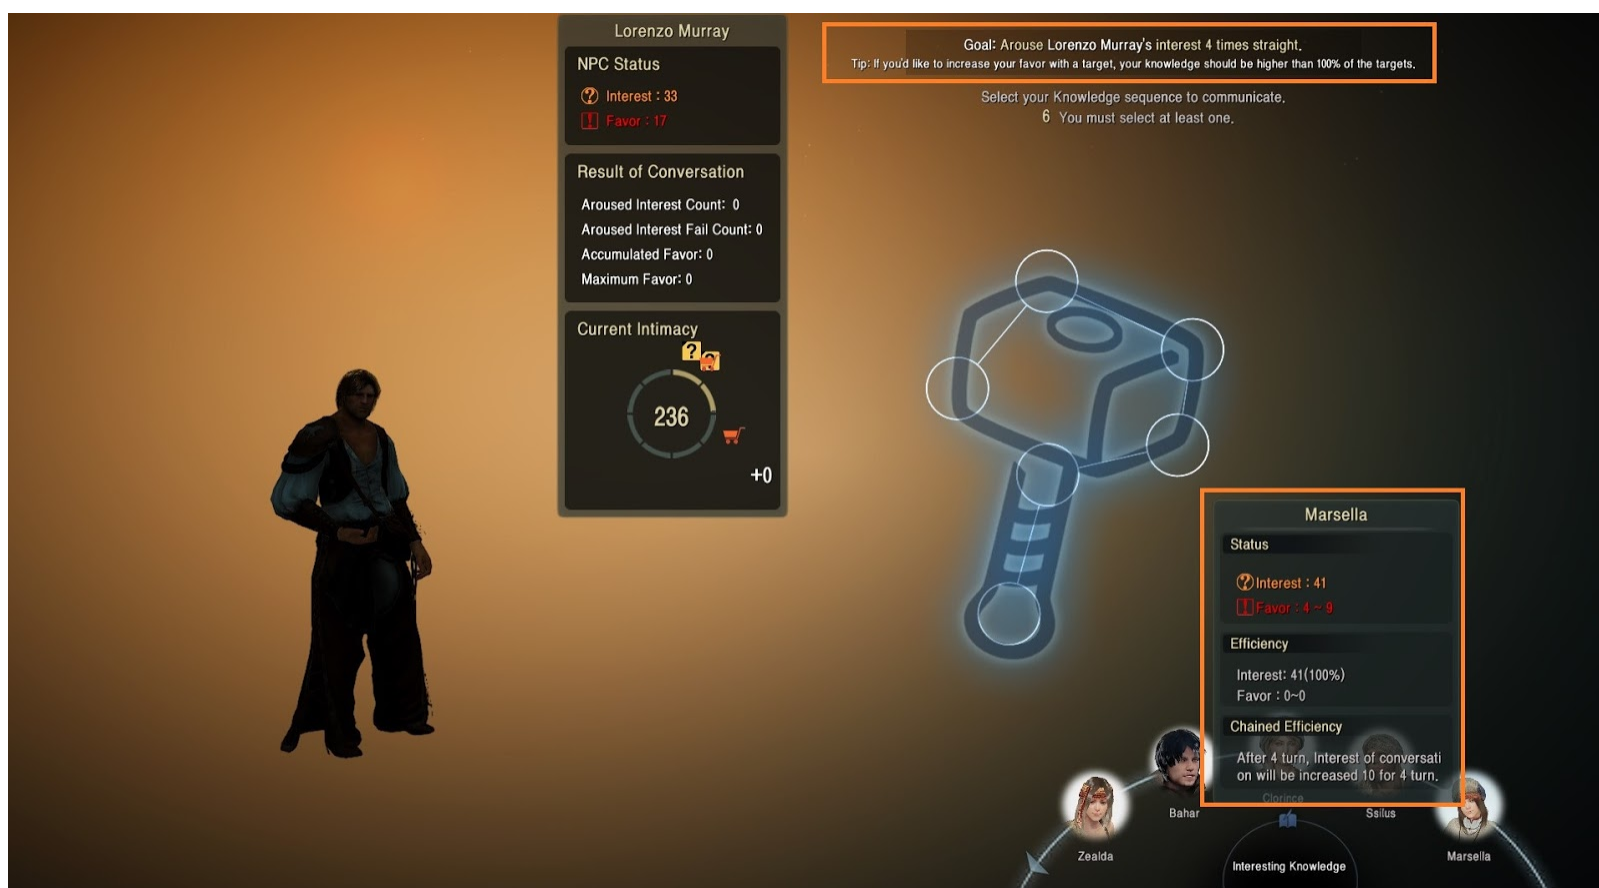 Lorenzo Murray
NPC Status
Interest : 33
Favor : 17
Result of Conversation
Aroused Interest Count: 0
Aroused Interest Fail Count: 0
Accumulated Favor: 0
Maximum Favor: 0
Current Intimacy
236
+0
Goal: Arouse Lorenzo Murray's interest 4 times straight.
Tip: If you'd like to increase your favor with a target, your knowledge should be higher than 100% of the targets.
Select your Knowledge sequence to communicate.
6 You must select at least one.
Marsella
Status
Interest : 41
Favor : 4 ~ 9
Efficiency
Interest: 41(100%)
Favor : 0~0
Chained Efficiency
After 4 turn, Interest of conversati
on will be increased 10 for 4 turn.
Clorince
Bahar
Ssilus
Zealda
Marsella
Interesting Knowledge